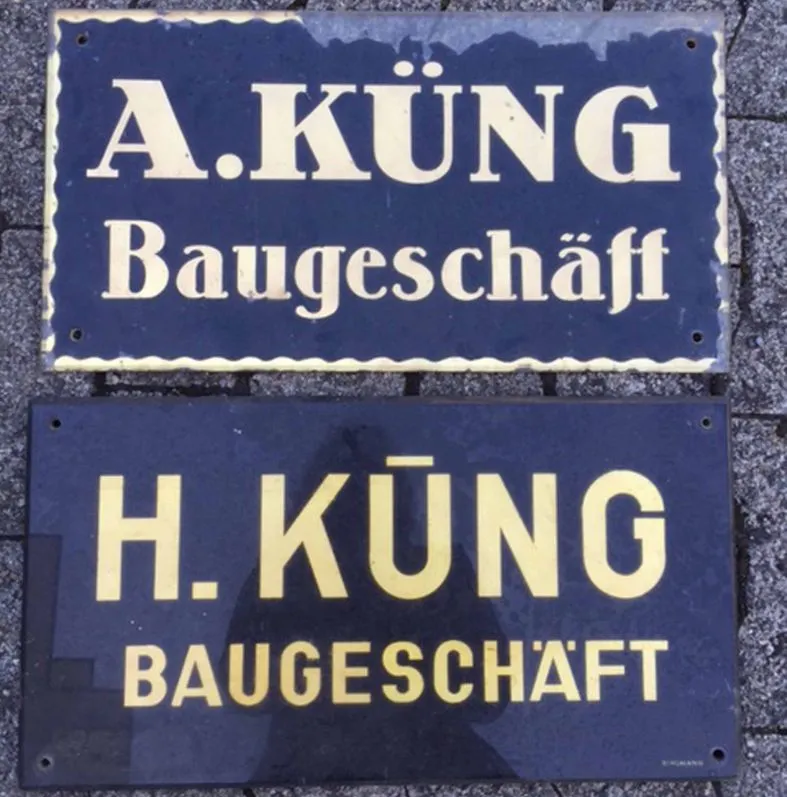 A. KÜNG
Baugeschäft
H. KŪNG
BAUGESCHÄFT